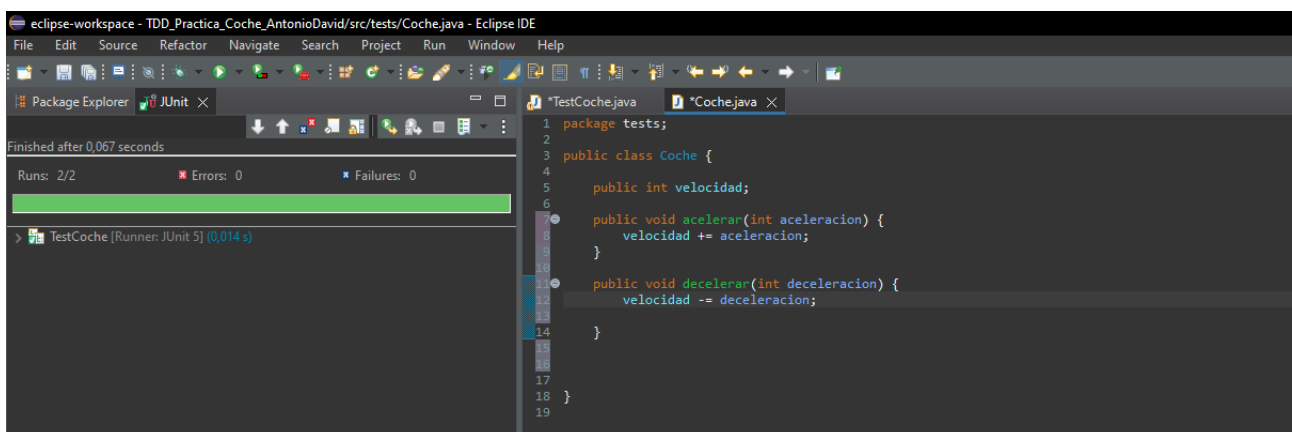 eclipse-workspace - TDD_Practica_Coche_AntonioDavid/src/tests/Coche.java - Eclipse IDE
File Edit Source Refactor Navigate Search Project Run Window Help
Package Explorer JUnit
Finished after 0,067 seconds
Runs: 2/2 Errors: 0 Failures: 0
TestCoche [Runner: JUnit 5] (0,014 s)
*TestCoche.java *Coche.java
1 package tests;
2
3 public class Coche {
4
5 public int velocidad;
6
7 public void acelerar(int aceleracion) {
8 velocidad += aceleracion;
9 }
10
11 public void decelerar(int deceleracion) {
12 velocidad -= deceleracion;
13
14 }
15
16
17
18 }
19